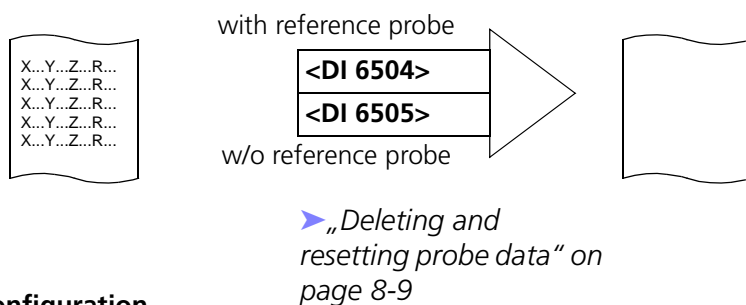 with reference probe
X...Y...Z...R...
X...Y...Z...R...
X...Y...Z...R...
X...Y...Z...R...
X...Y...Z...R...
<DI 6504>
<DI 6505>
w/o reference probe
➤„Deleting and
resetting probe data“ on
page 8-9